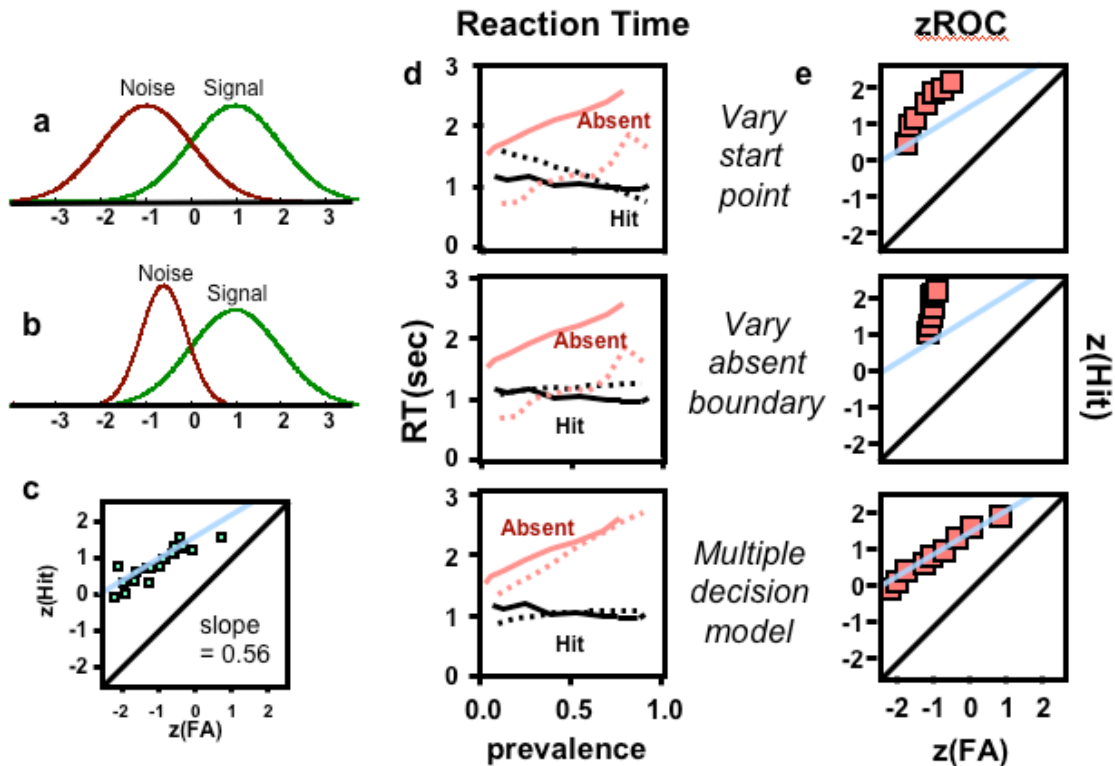 Reaction Time
zROC
a
Noise
Signal
-3 -2 -1 0 1 2 3
b
Noise
Signal
-3 -2 -1 0 1 2 3
c
z(Hit)
2
1
0
-1
-2
slope
= 0.56
-2 -1 0 1 2
z(FA)
d
RT(sec)
3
2
1
0
Absent
Hit
3
2
1
0
Absent
Hit
3
2
1
0
Absent
Hit
0.0 0.5 1.0
prevalence
Vary
start
point
Vary
absent
boundary
Multiple
decision
model
e
2
1
0
-1
-2
2
1
0
-1
-2
2
1
0
-1
-2
-2 -1 0 1 2
z(FA)
z(Hit)